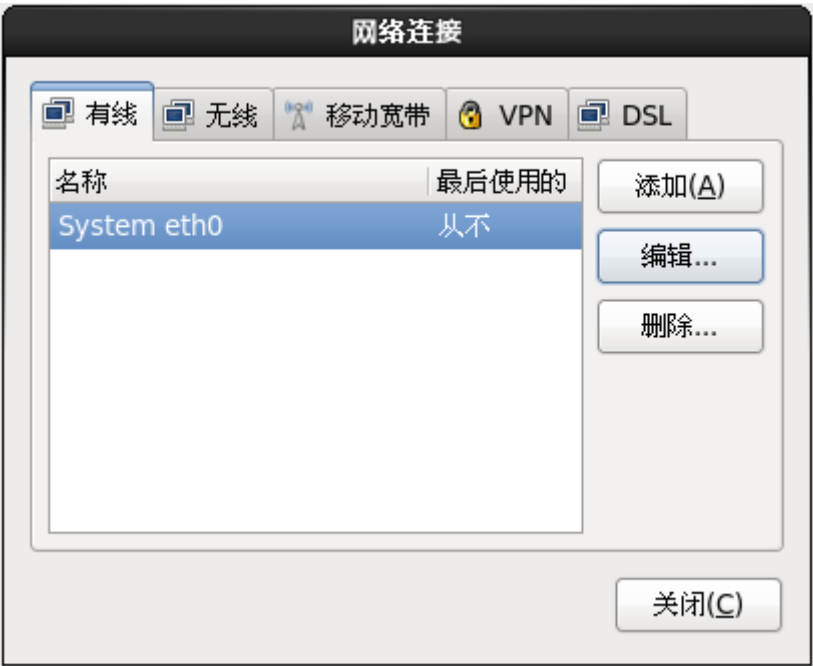 网络连接
有线 无线 移动宽带 VPN DSL
名称 最后使用的
System eth0 从不
添加(A)
编辑...
删除...
关闭(C)